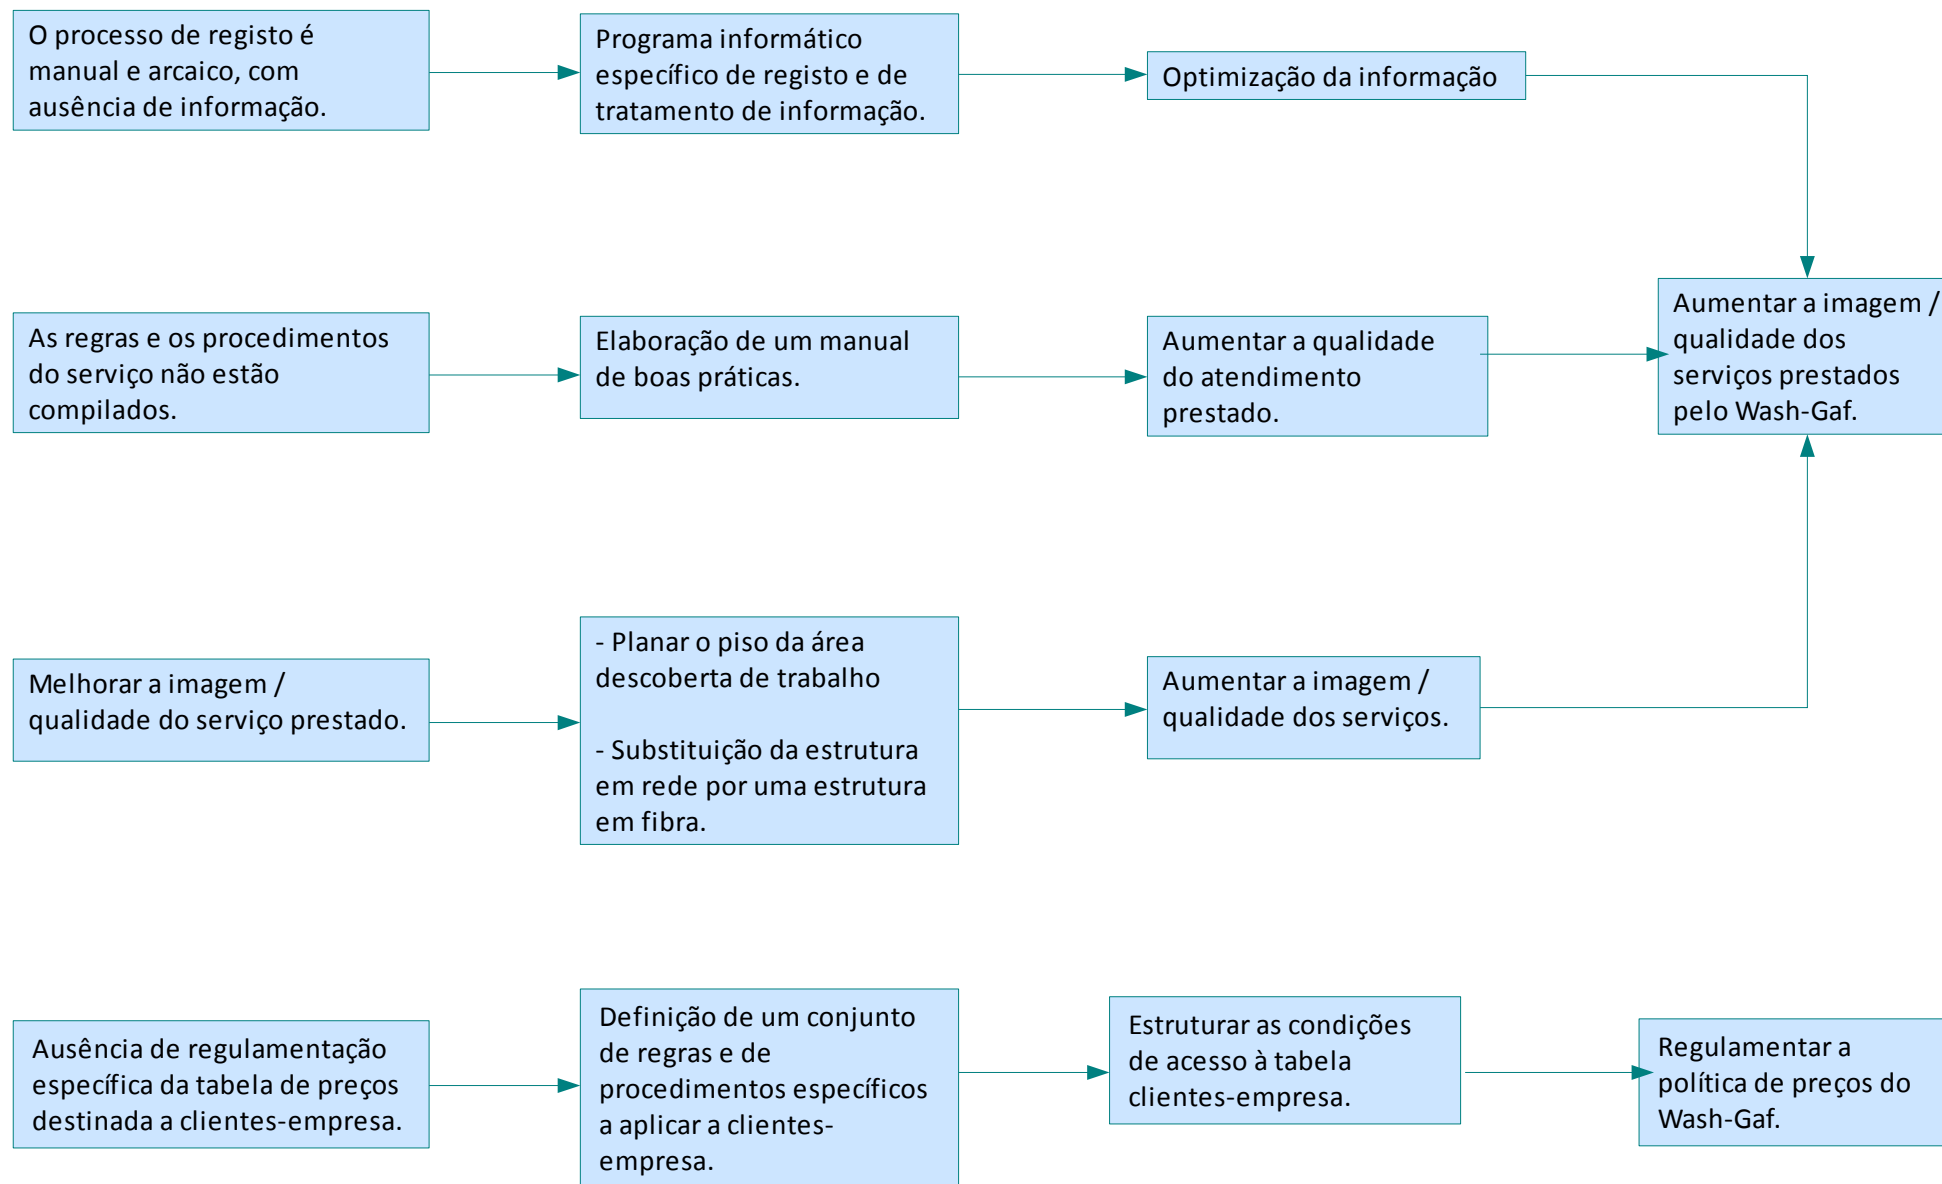 O processo de registo é
manual e arcaico, com
ausência de informação.
Programa informático
específico de registo e de
tratamento de informação.
Optimização da informação
As regras e os procedimentos
do serviço não estão
compilados.
Elaboração de um manual
de boas práticas.
Aumentar a qualidade
do atendimento
prestado.
Aumentar a imagem /
qualidade dos
serviços prestados
pelo Wash-Gaf.
Melhorar a imagem /
qualidade do serviço prestado.
- Planar o piso da área
descoberta de trabalho
- Substituição da estrutura
em rede por uma estrutura
em fibra.
Aumentar a imagem /
qualidade dos serviços.
Ausência de regulamentação
específica da tabela de preços
destinada a clientes-empresa.
Definição de um conjunto
de regras e de
procedimentos específicos
a aplicar a clientes-
empresa.
Estruturar as condições
de acesso à tabela
clientes-empresa.
Regulamentar a
política de preços do
Wash-Gaf.